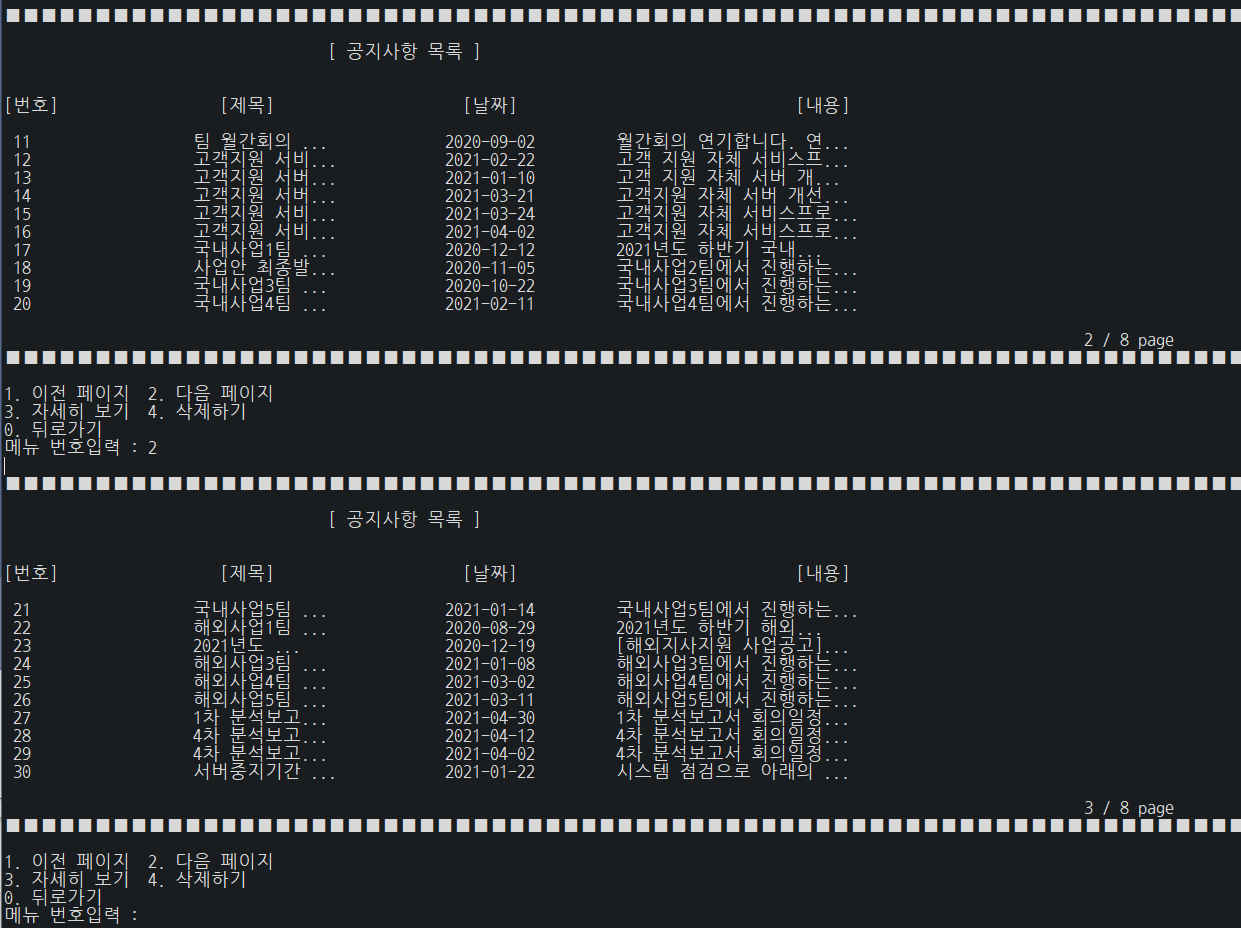 [ 공지사항 목록 ]
[번호] [제목] [날짜] [내용]
11 팀 월간회의 ... 2020-09-02 월간회의 연기합니다. 연...
12 고객지원 서비... 2021-02-22 고객 지원 자체 서비스프...
13 고객지원 서버... 2021-01-10 고객 지원 자체 서버 개...
14 고객지원 서버... 2021-03-21 고객지원 자체 서버 개선...
15 고객지원 서비... 2021-03-24 고객지원 자체 서비스프로...
16 고객지원 서비... 2021-04-02 고객지원 자체 서비스프로...
17 국내사업1팀 ... 2020-12-12 2021년도 하반기 국내...
18 사업안 최종발... 2020-11-05 국내사업2팀에서 진행하는...
19 국내사업3팀 ... 2020-10-22 국내사업3팀에서 진행하는...
20 국내사업4팀 ... 2021-02-11 국내사업4팀에서 진행하는...
2 / 8 page
1. 이전 페이지 2. 다음 페이지
3. 자세히 보기 4. 삭제하기
0. 뒤로가기
메뉴 번호입력 : 2
[ 공지사항 목록 ]
[번호] [제목] [날짜] [내용]
21 국내사업5팀 ... 2021-01-14 국내사업5팀에서 진행하는...
22 해외사업1팀 ... 2020-08-29 2021년도 하반기 해외...
23 2021년도 ... 2020-12-19 [해외지사지원 사업공고]...
24 해외사업3팀 ... 2021-01-08 해외사업3팀에서 진행하는...
25 해외사업4팀 ... 2021-03-02 해외사업4팀에서 진행하는...
26 해외사업5팀 ... 2021-03-11 해외사업5팀에서 진행하는...
27 1차 분석보고... 2021-04-30 1차 분석보고서 회의일정...
28 4차 분석보고... 2021-04-12 4차 분석보고서 회의일정...
29 4차 분석보고... 2021-04-02 4차 분석보고서 회의일정...
30 서버중지기간 ... 2021-01-22 시스템 점검으로 아래의 ...
3 / 8 page
1. 이전 페이지 2. 다음 페이지
3. 자세히 보기 4. 삭제하기
0. 뒤로가기
메뉴 번호입력 :